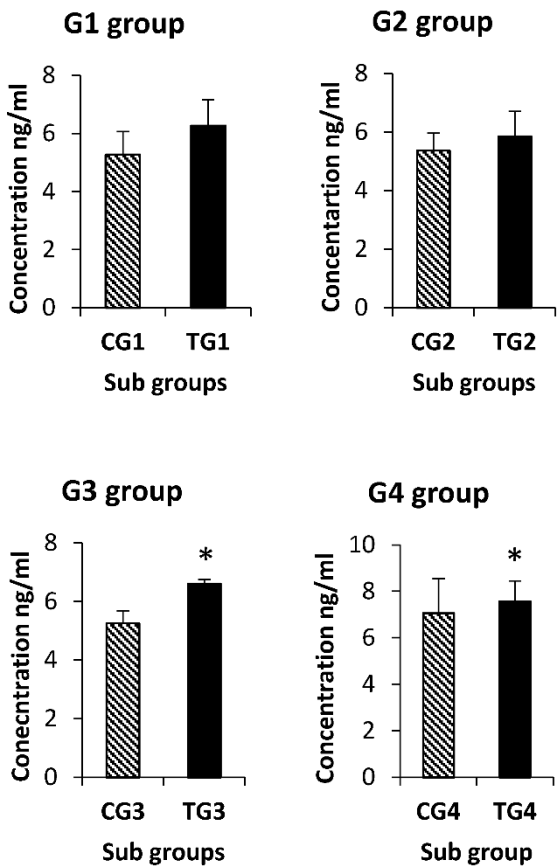 G1 group
Concentration ng/ml
8
6
4
2
0
CG1 TG1
Sub groups
G2 group
Concentartion ng/ml
8
6
4
2
0
CG2 TG2
Sub groups
G3 group
Conecntration ng/ml
8
6
4
2
0
*
CG3 TG3
Sub groups
G4 group
Concentration ng/ml
10
8
6
4
2
0
*
CG4 TG4
Sub group